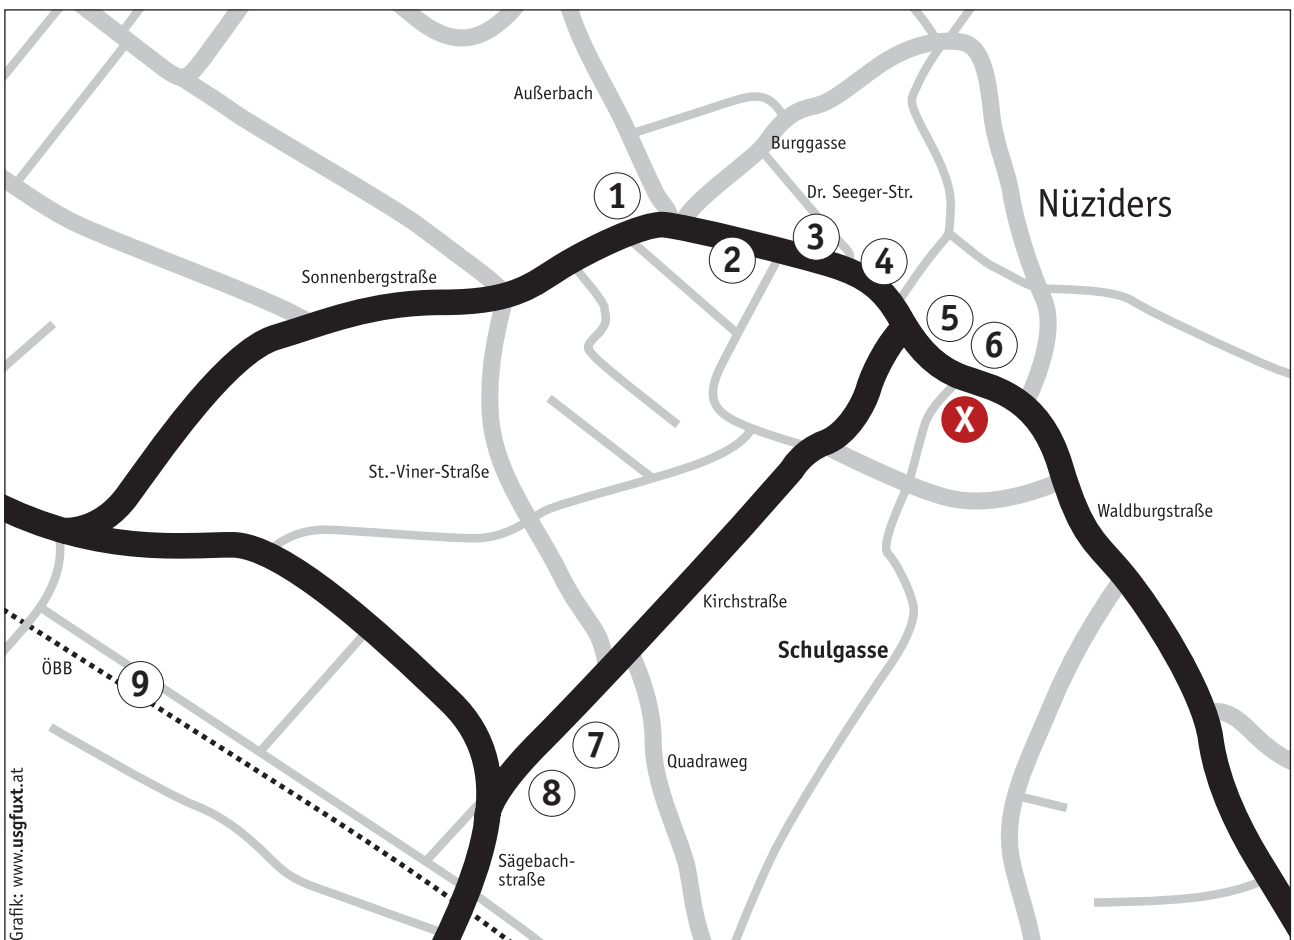 Außerbach
Burggasse
Dr. Seeger-Str.
Nüziders
1
2
3
4
Sonnenbergstraße
5
6
X
St.-Viner-Straße
Waldburgstraße
Kirchstraße
Schulgasse
ÖBB
9
7
Quadraweg
8
Sägebach-
straße
Grafik: www.usgfuxt.at